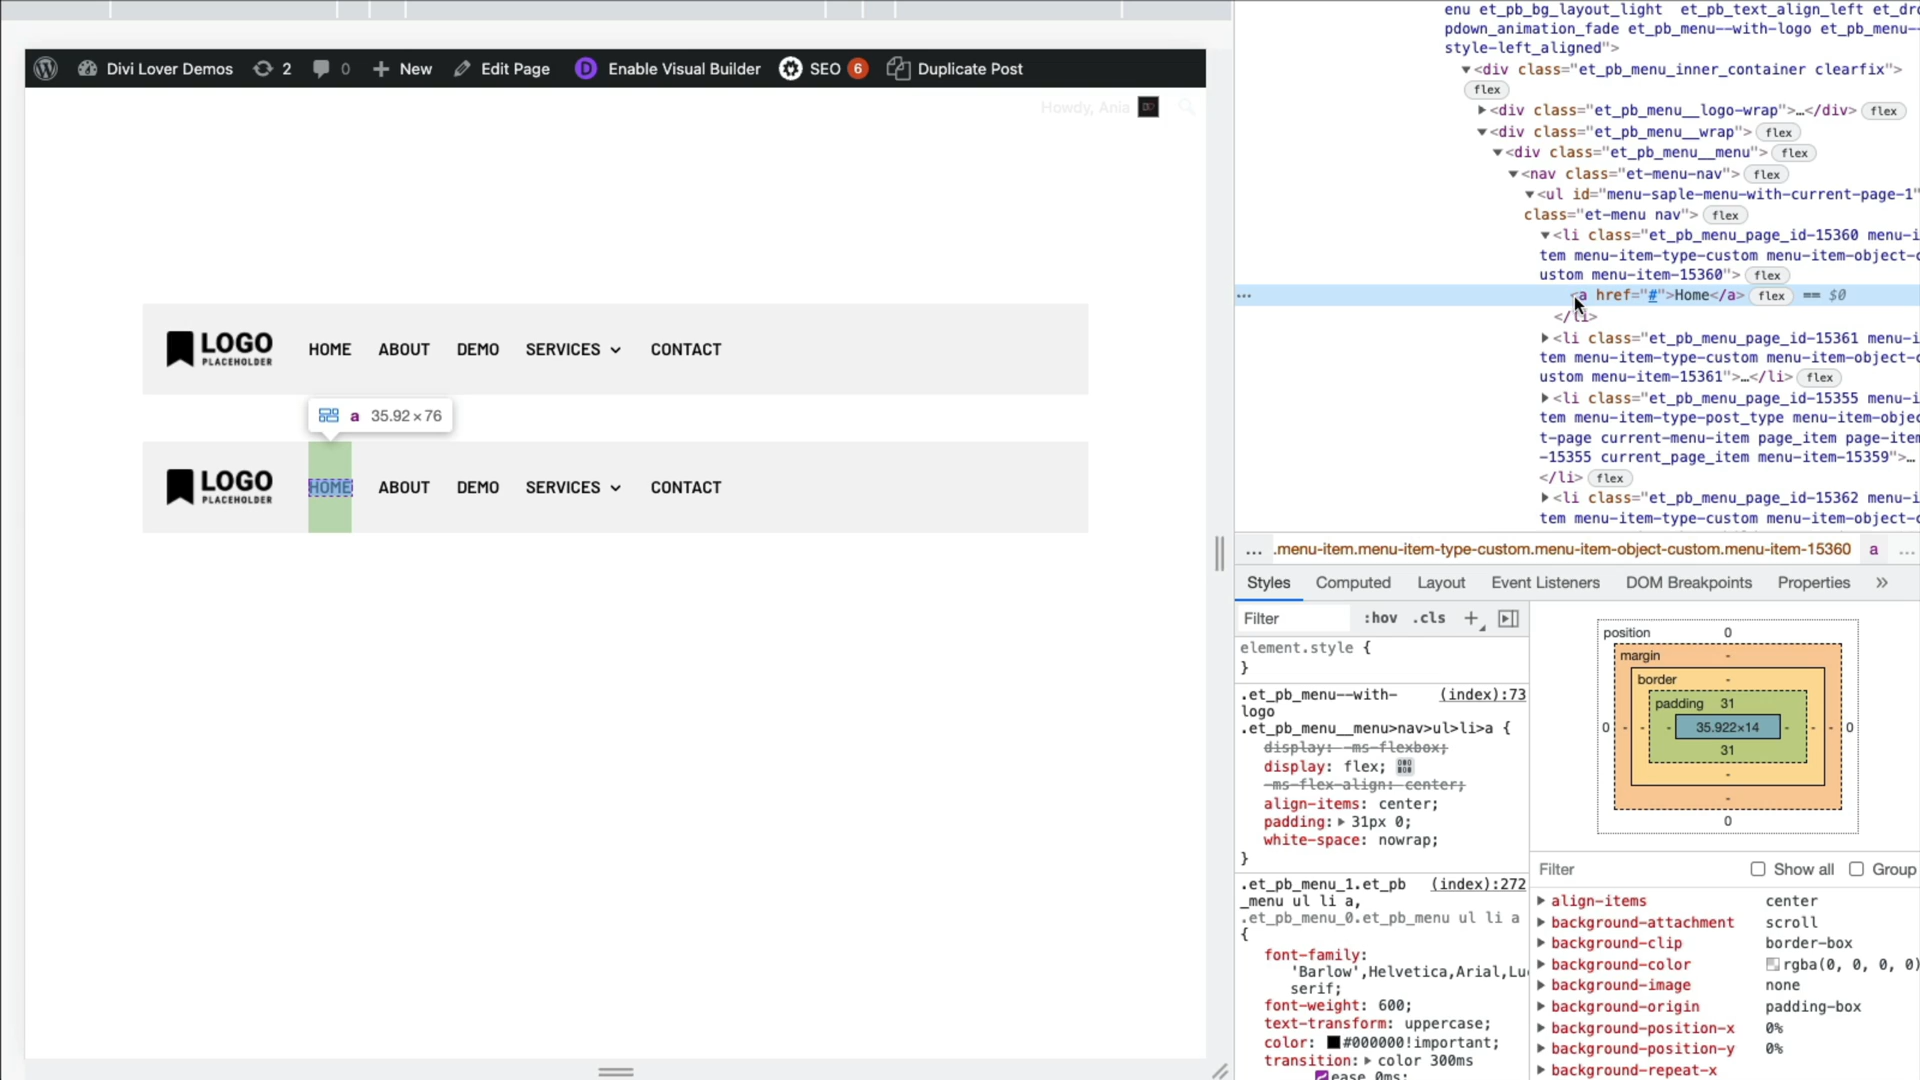 Divi Lover Demos 2 0 New Edit Page D Enable Visual Builder SEO 6 Duplicate Post
Howdy, Ania
LOGO PLACEHOLDER HOME ABOUT DEMO SERVICES CONTACT
a 35.92 × 76
LOGO PLACEHOLDER HOME ABOUT DEMO SERVICES CONTACT
enu et_pb_bg_layout_light et_pb_text_align_left et_dro
pdown_animation_fade et_pb_menu--with-logo et_pb_menu--
style-left_aligned">
<div class="et_pb_menu_inner_container clearfix">
flex
<div class="et_pb_menu__logo-wrap">…</div> flex
<div class="et_pb_menu__wrap"> flex
<div class="et_pb_menu__menu"> flex
<nav class="et-menu-nav"> flex
<ul id="menu-saple-menu-with-current-page-1"
class="et-menu nav"> flex
<li class="et_pb_menu_page_id-15360 menu-i
tem menu-item-type-custom menu-item-object-c
ustom menu-item-15360"> flex
… <a href="#">Home</a> flex == $0
</li>
<li class="et_pb_menu_page_id-15361 menu-i
tem menu-item-type-custom menu-item-object-c
ustom menu-item-15361">…</li> flex
<li class="et_pb_menu_page_id-15355 menu-i
tem menu-item-type-post_type menu-item-objec
t-page current-menu-item page_item page-item
-15355 current_page_item menu-item-15359">…
</li> flex
<li class="et_pb_menu_page_id-15362 menu-i
tem menu-item-type-custom menu-item-object-c
… .menu-item.menu-item-type-custom.menu-item-object-custom.menu-item-15360 a …
Styles Computed Layout Event Listeners DOM Breakpoints Properties »
Filter :hov .cls +
element.style {
}
.et_pb_menu--with- (index):73
logo
.et_pb_menu__menu>nav>ul>li>a {
display: -ms-flexbox;
display: flex;
-ms-flex-align: center;
align-items: center;
padding: 31px 0;
white-space: nowrap;
}
.et_pb_menu_1.et_pb (index):272
_menu ul li a,
.et_pb_menu_0.et_pb_menu ul li a
{
font-family:
'Barlow',Helvetica,Arial,Lu
serif;
font-weight: 600;
text-transform: uppercase;
color: #000000!important;
transition: color 300ms
ease 0ms;
position 0
margin -
border -
padding 31
0 - - - 35.922×14 - - - 0
31
-
-
0
Filter Show all Group
align-items center
background-attachment scroll
background-clip border-box
background-color rgba(0, 0, 0, 0)
background-image none
background-origin padding-box
background-position-x 0%
background-position-y 0%
background-repeat-x